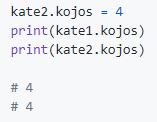 kate2.kojos = 4
print(kate1.kojos)
print(kate2.kojos)
# 4
# 4